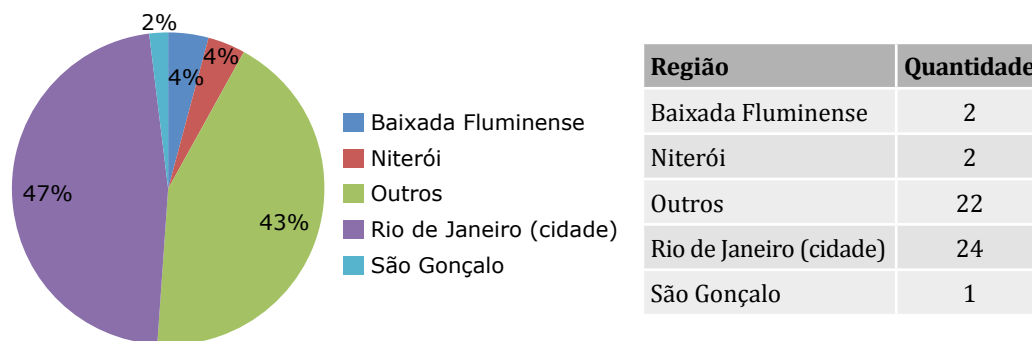 2%
4%
4%
47%
43%
Baixada Fluminense
Niterói
Outros
Rio de Janeiro (cidade)
São Gonçalo
Região Quantidade
Baixada Fluminense 2
Niterói 2
Outros 22
Rio de Janeiro (cidade) 24
São Gonçalo 1